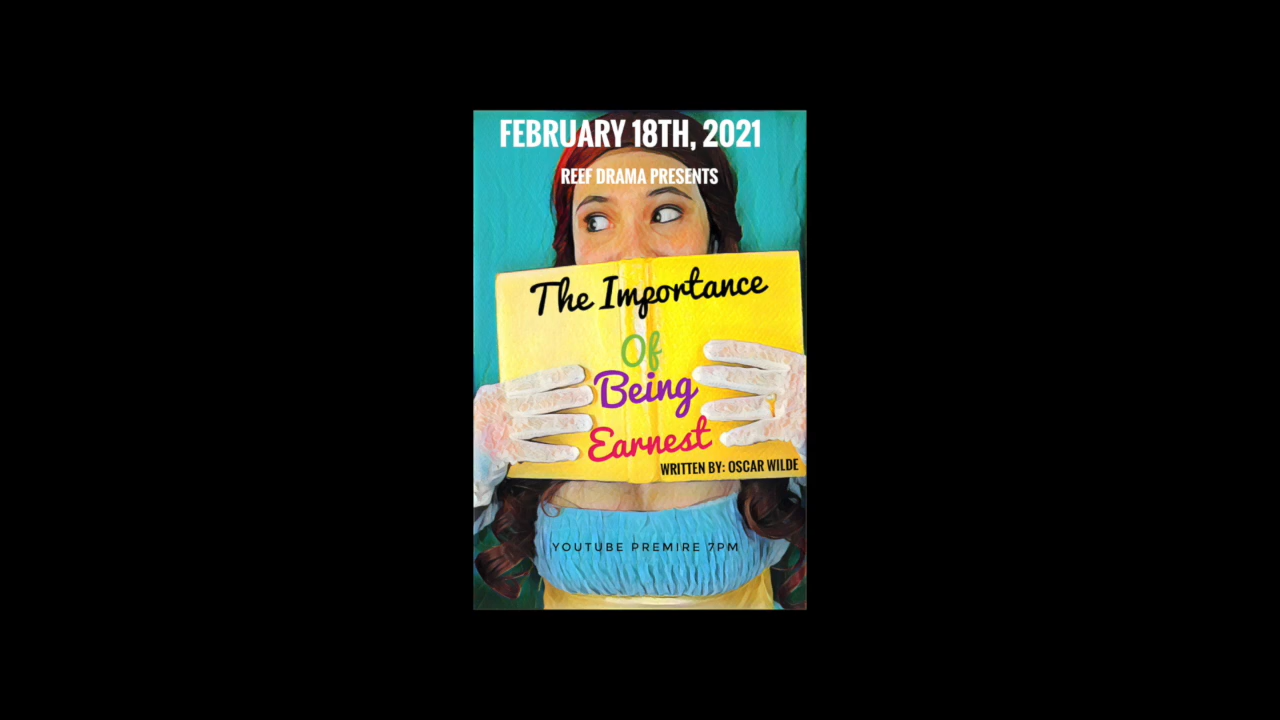 FEBRUARY 18TH, 2021
REEF DRAMA PRESENTS
The Importance
Of
Being
Earnest
WRITTEN BY: OSCAR WILDE
YOUTUBE PREMIRE 7PM